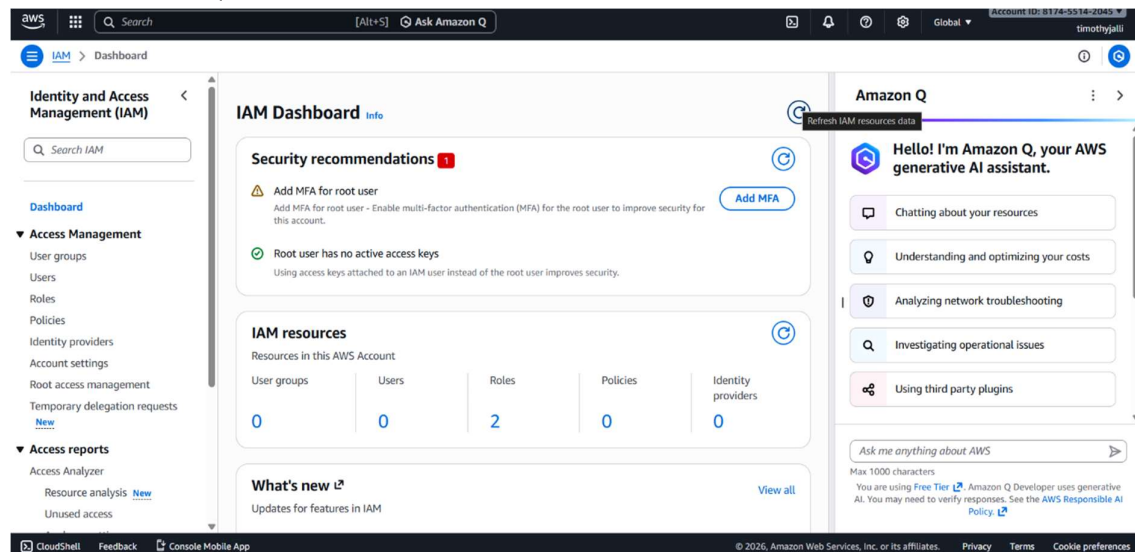 aws
Search [Alt+S] Ask Amazon Q
Global
Account ID: 8174-5514-2045
timothyjalli
IAM > Dashboard
Identity and Access Management (IAM)
Search IAM
Dashboard
Access Management
User groups
Users
Roles
Policies
Identity providers
Account settings
Root access management
Temporary delegation requests
New
Access reports
Access Analyzer
Resource analysis New
Unused access
IAM Dashboard Info
Refresh IAM resources data
Security recommendations 1
Add MFA for root user
Add MFA for root user - Enable multi-factor authentication (MFA) for the root user to improve security for
this account.
Add MFA
Root user has no active access keys
Using access keys attached to an IAM user instead of the root user improves security.
IAM resources
Resources in this AWS Account
User groups Users Roles Policies Identity providers
0 0 2 0 0
What's new
View all
Updates for features in IAM
Amazon Q
Hello! I'm Amazon Q, your AWS
generative AI assistant.
Chatting about your resources
Understanding and optimizing your costs
Analyzing network troubleshooting
Investigating operational issues
Using third party plugins
Ask me anything about AWS
Max 1000 characters
You are using Free Tier. Amazon Q Developer uses generative
AI. You may need to verify responses. See the AWS Responsible AI
Policy.
CloudShell Feedback Console Mobile App
© 2026, Amazon Web Services, Inc. or its affiliates. Privacy Terms Cookie preferences